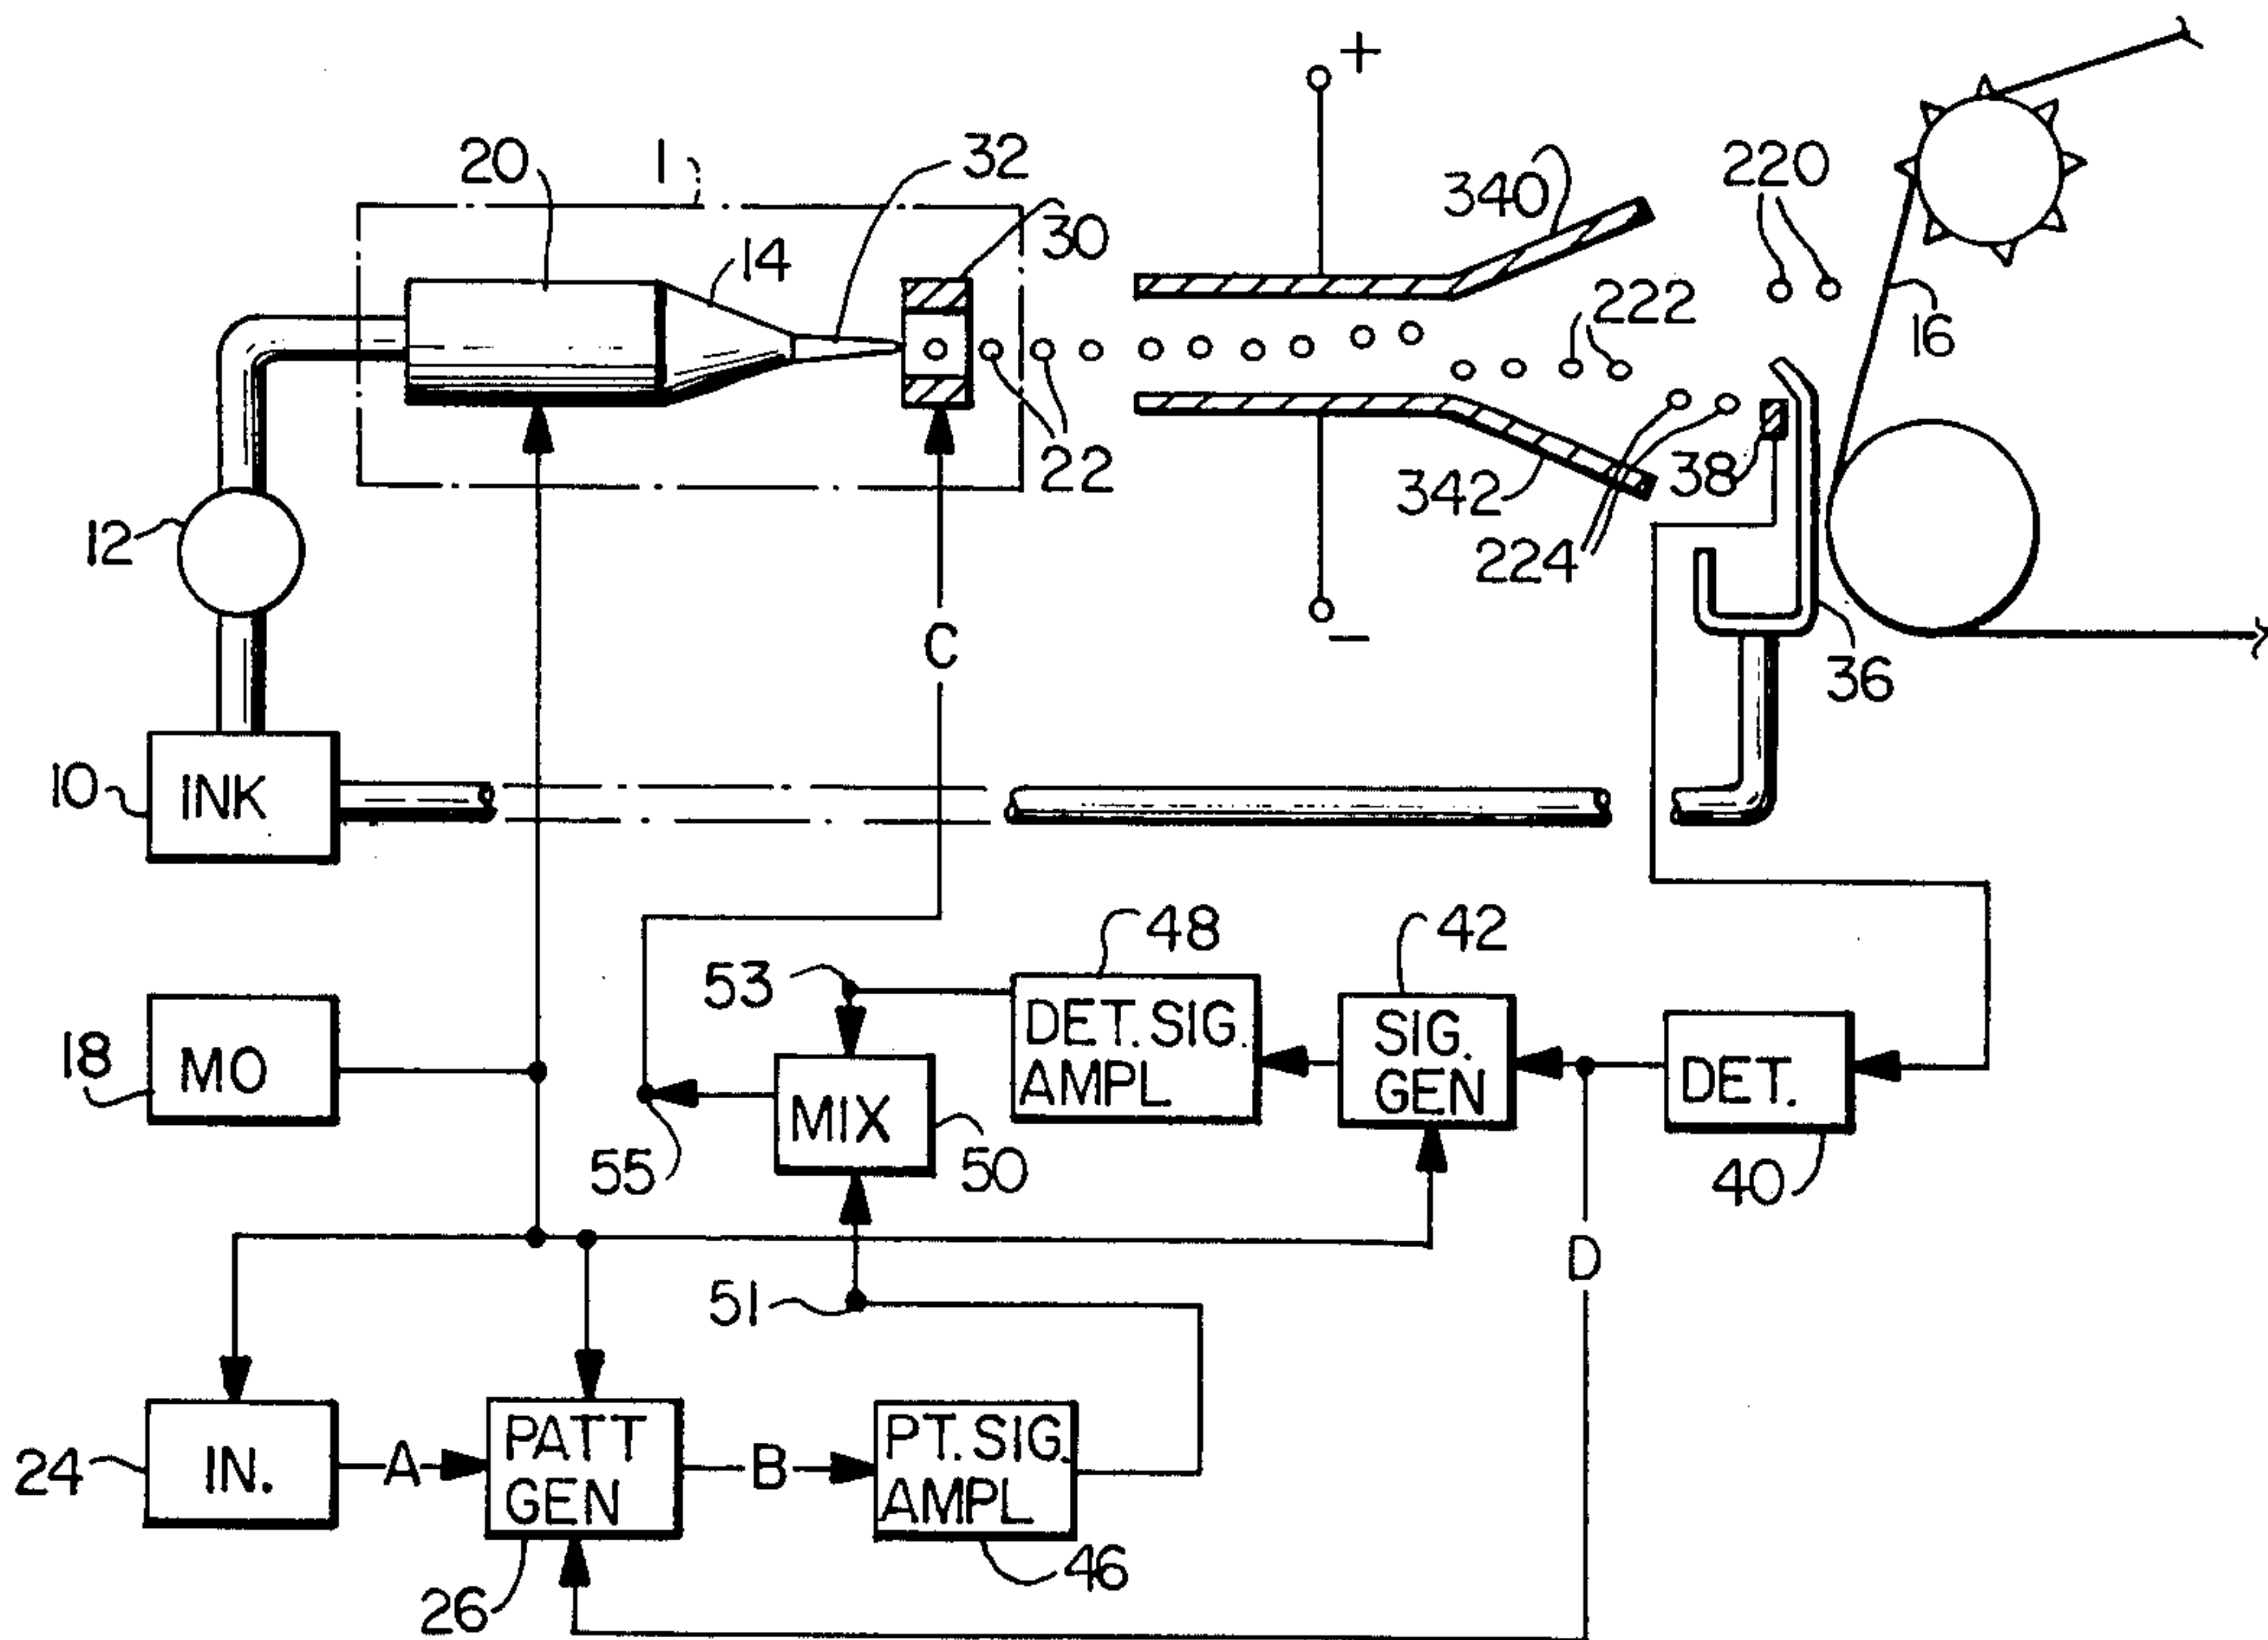 +
20
1
32
220
340
30
14
222
16
22
38
342
12
224
C
−
36
10
INK
48
42
53
DET. SIG.
AMPL
SIG.
GEN
18
MO
DET.
MIX
55
50
40
D
51
24
IN.
A
PATT
GEN
B
PT. SIG.
AMPL
26
46